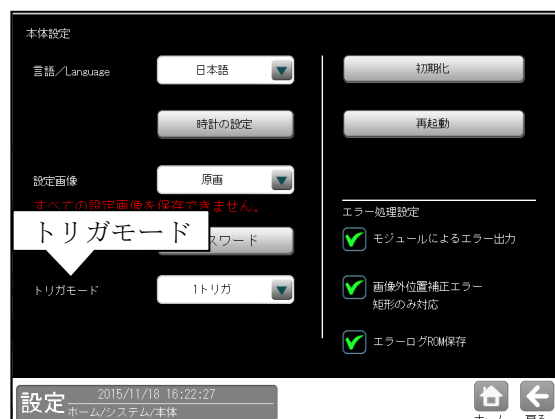 本体設定
言語/Language
日本語
初期化
時計の設定
再起動
設定画像
原画
すべての設定画像を保存できません。
エラー処理設定
トリガモード
スワード
モジュールによるエラー出力
トリガモード
1トリガ
画像外位置補正エラー
矩形のみ対応
エラーログROM保存
設定
2015/11/18 16:22:27
ホーム/システム/本体
ホーム
戻る